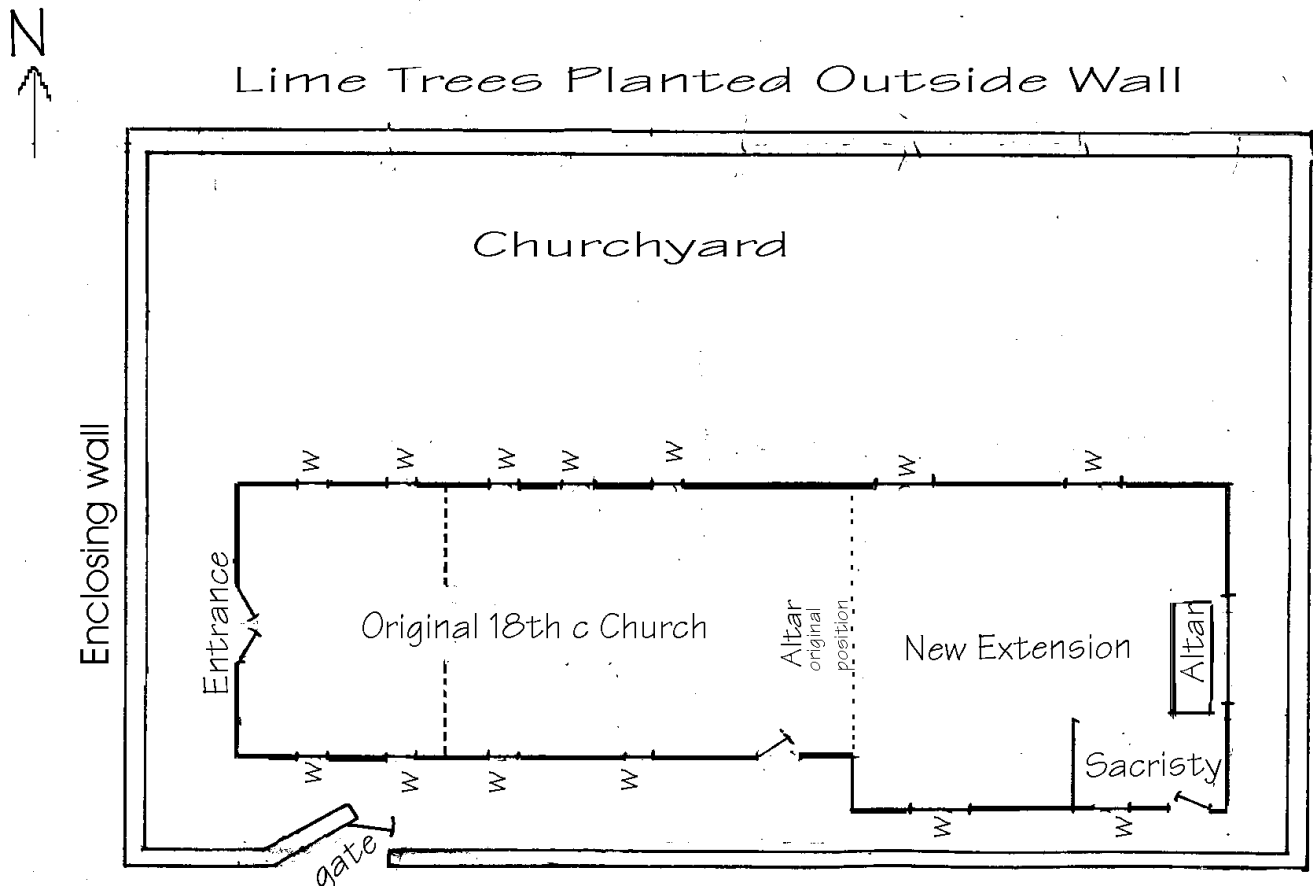 N
Lime Trees Planted Outside Wall
Churchyard
Enclosing wall
W
W
W
W
W
W
W
Entrance
Original 18th c Church
Altar
original
position
New Extension
Altar
Sacristy
W
W
W
W
W
W
gate